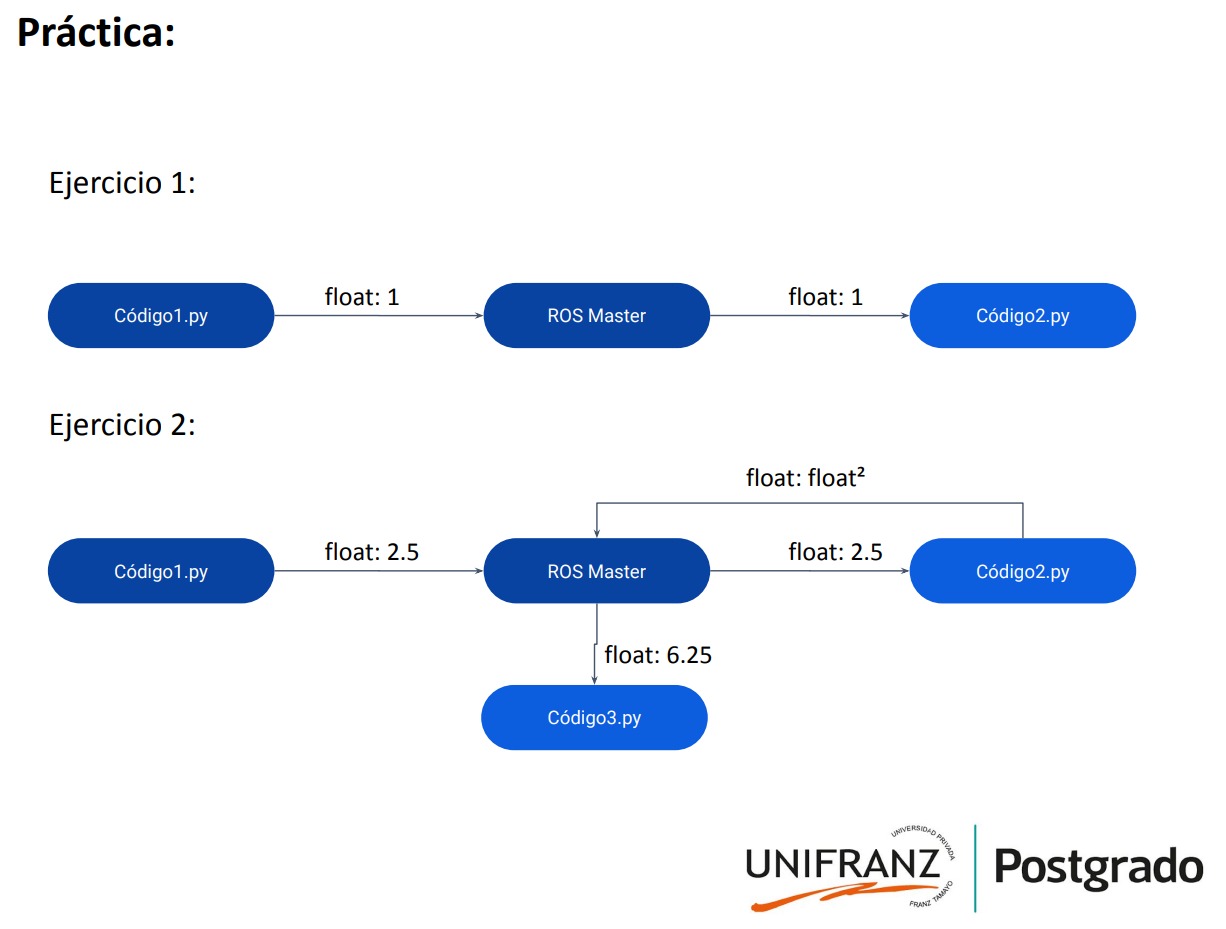 Práctica:
Ejercicio 1:
float: 1
float: 1
Código1.py
ROS Master
Código2.py
Ejercicio 2:
float: float²
float: 2.5
float: 2.5
Código1.py
ROS Master
Código2.py
float: 6.25
Código3.py
UNIVERSIDAD PRIVADA
UNIFRANZ
FRANZ TAMAYO
Postgrado